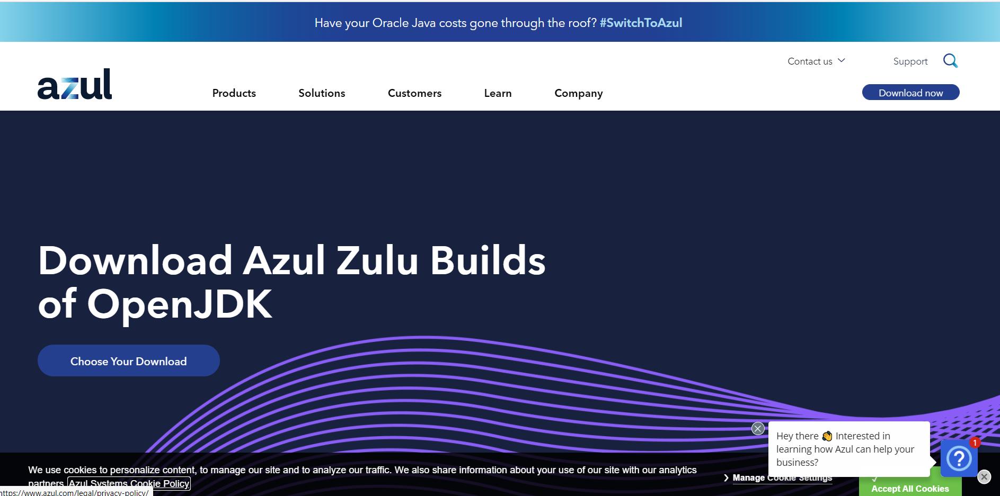 Have your Oracle Java costs gone through the roof? #SwitchToAzul
Contact us
Support
azul
Products
Solutions
Customers
Learn
Company
Download now
Download Azul Zulu Builds
of OpenJDK
Choose Your Download
Hey there 👏 Interested in
learning how Azul can help your
business?
1
?
We use cookies to personalize content, to manage our site and to analyze our traffic. We also share information about your use of our site with our analytics
partners. Azul Systems Cookie Policy
Manage Cookie Settings
Accept All Cookies
https://www.azul.com/legal/privacy-policy/